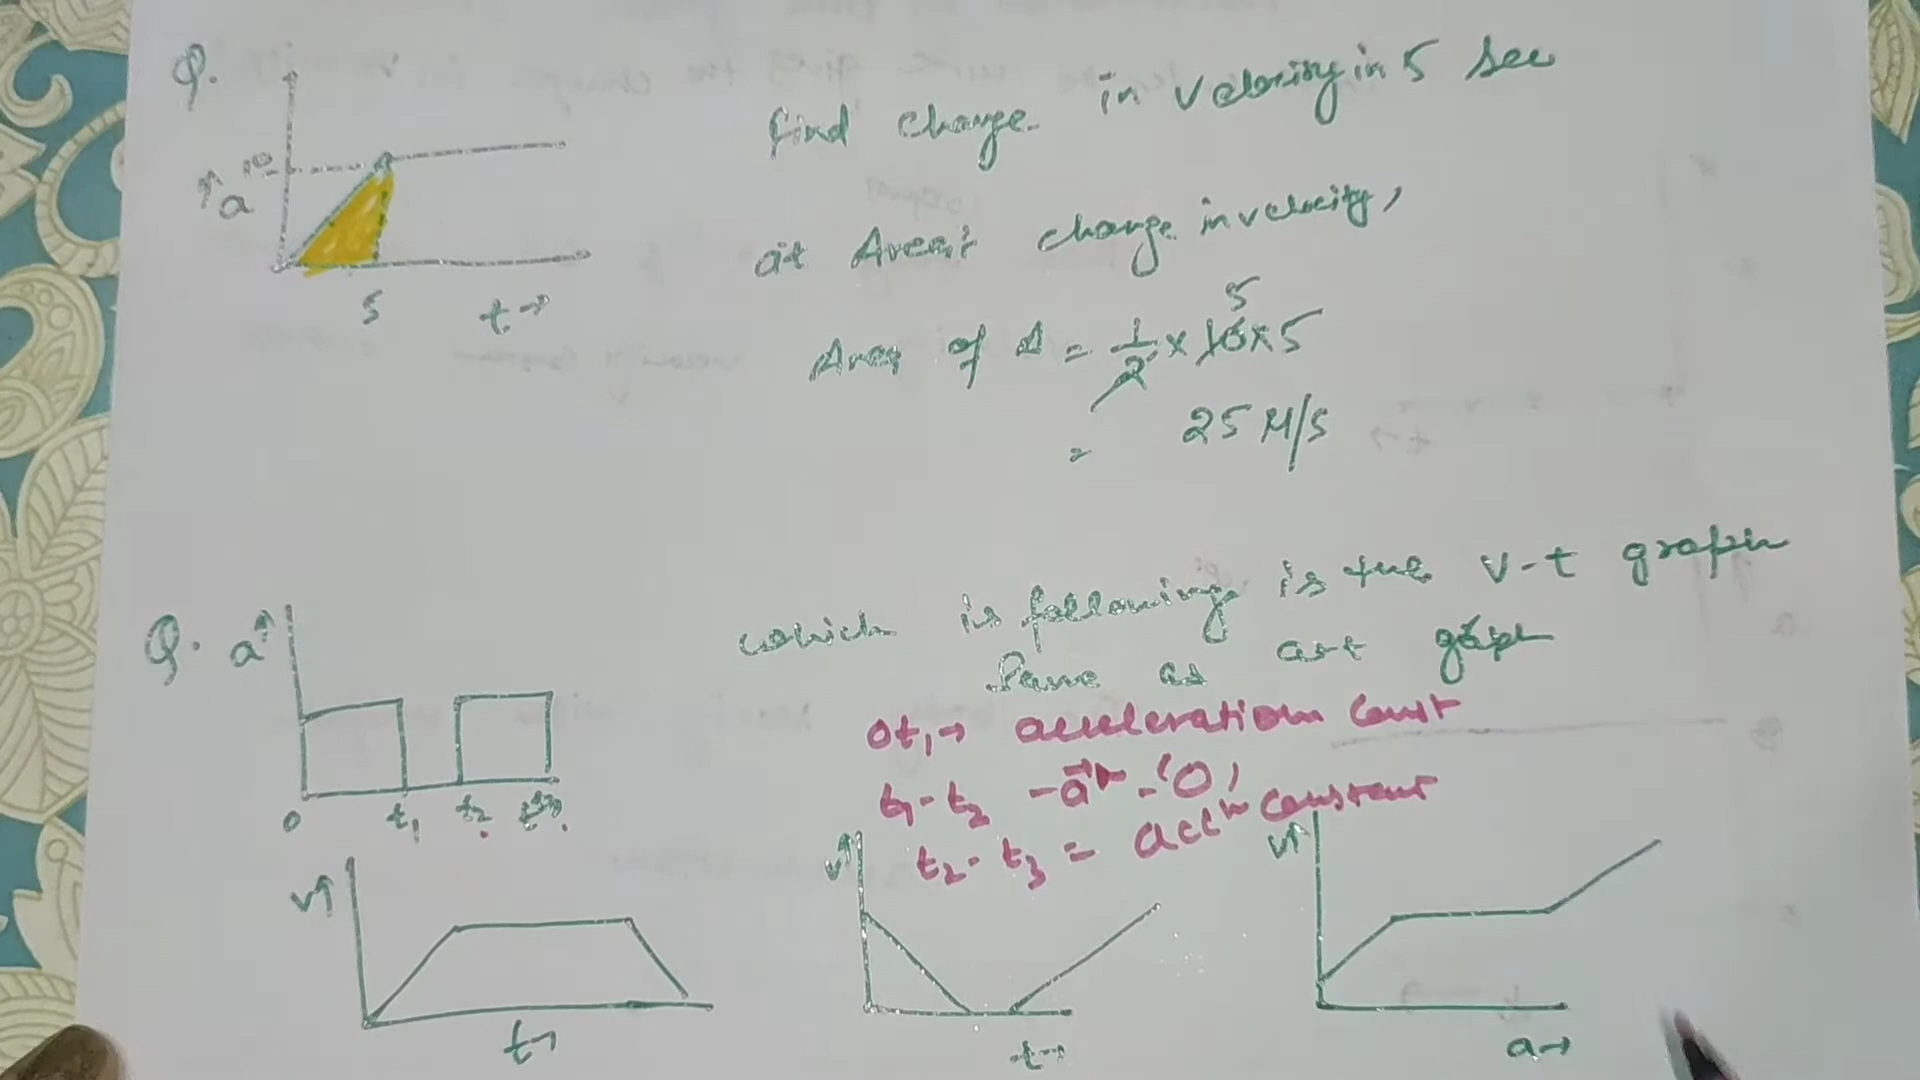 Q.
find change in velocity in 5 sec
↑a 10
at Area: change in velocity,
5 t→
Area of Δ = 1/2 x 10 x 5
5
= 25 M/S
Q. a↑
which is following is the v-t graph
Same as a-t graph
0t₁→ acceleration const
t₁-t₂ - a - '0'
t₂-t₃ = accⁿ constant
0 t₁ t₂ t₃
v↑ t→
v↑ t→
v↑ a→